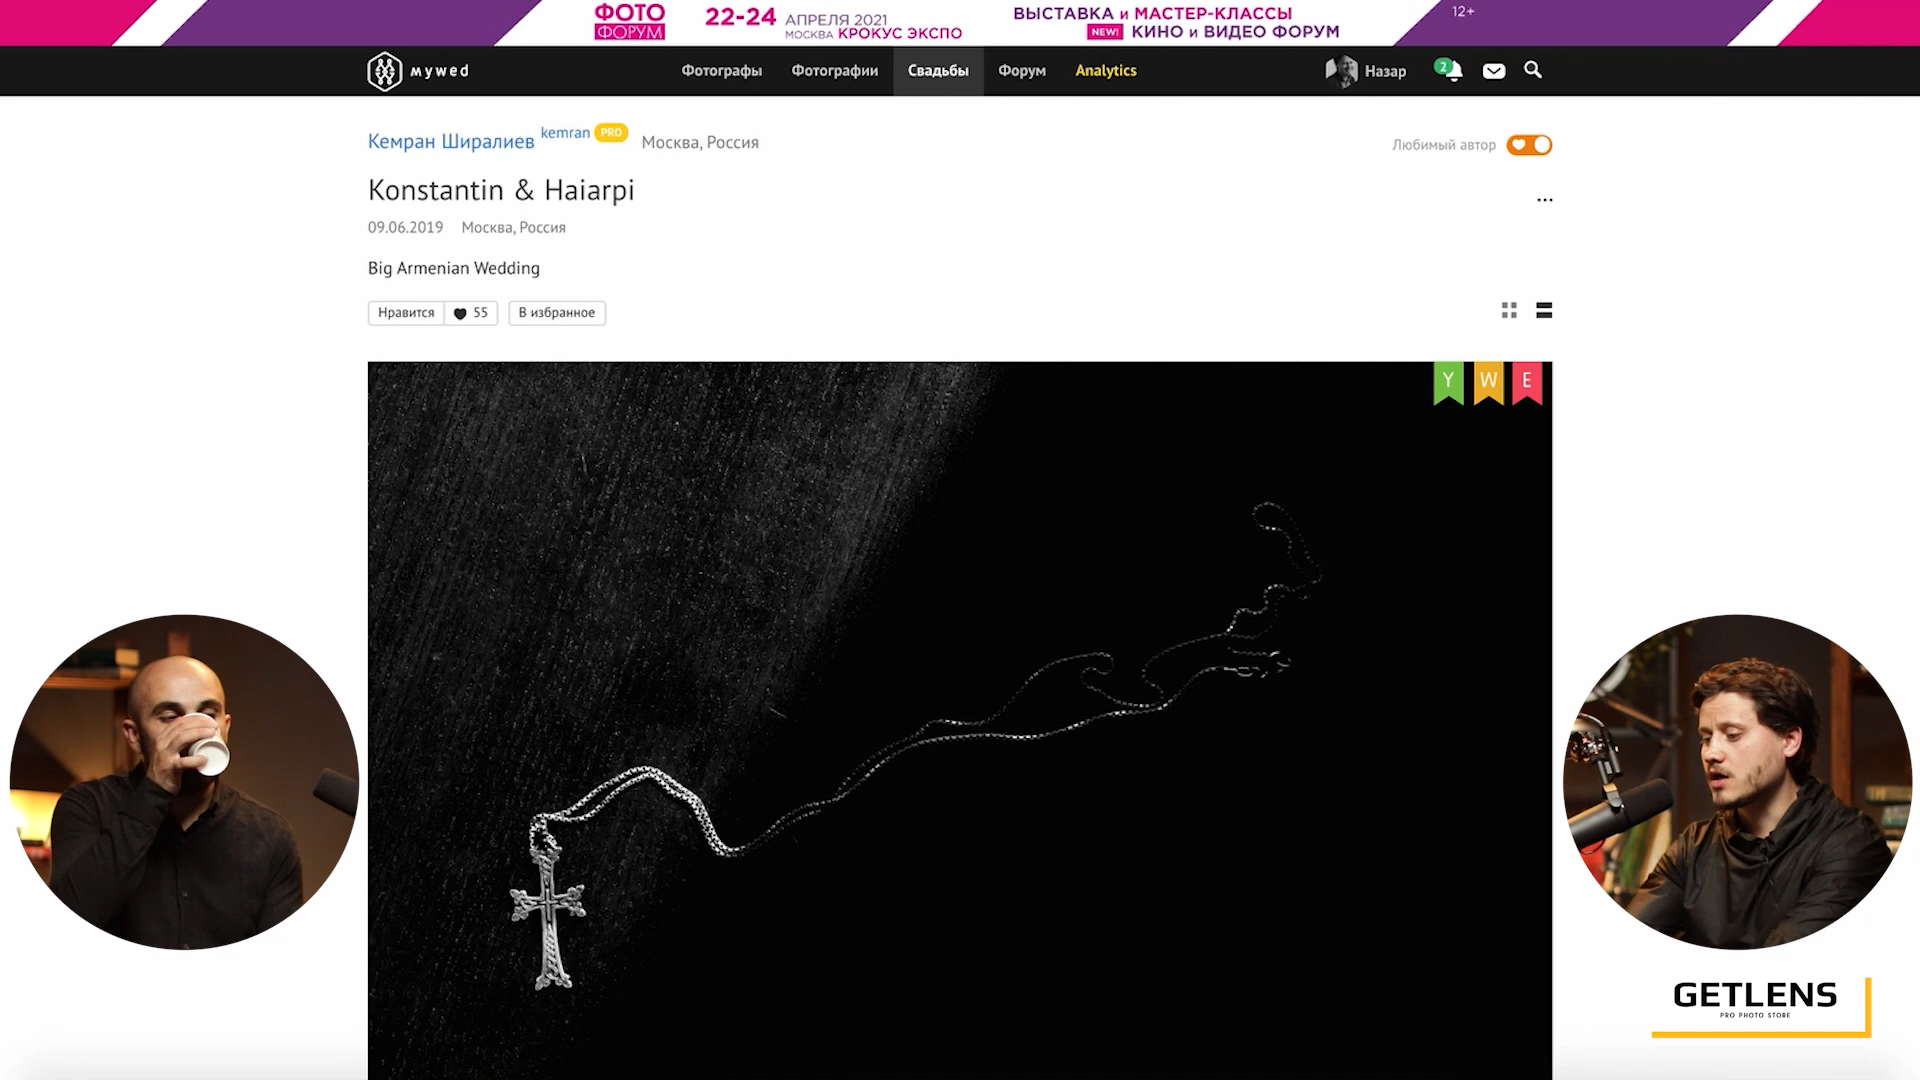 ФОТО
ФОРУМ
22-24 АПРЕЛЯ 2021
МОСКВА КРОКУС ЭКСПО
ВЫСТАВКА и МАСТЕР-КЛАССЫ
NEW! КИНО и ВИДЕО ФОРУМ
12+
mywed
Фотографы
Фотографии
Свадьбы
Форум
Analytics
Назар
2
Кемран Ширалиев kemran PRO Москва, Россия
Любимый автор
Konstantin & Haiarpi
...
09.06.2019 Москва, Россия
Big Armenian Wedding
Нравится 55 В избранное
Y W E
GETLENS
PRO PHOTO STORE